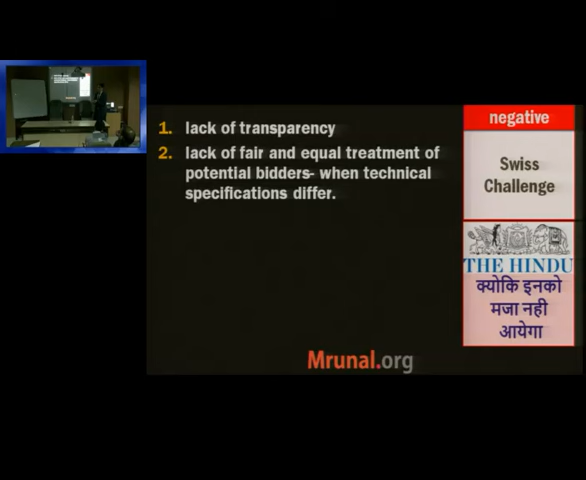 1. lack of transparency
2. lack of fair and equal treatment of
potential bidders- when technical
specifications differ.
negative
Swiss
Challenge
THE HINDU
क्योकि इनको
मजा नही
आयेगा
Mrunal.org